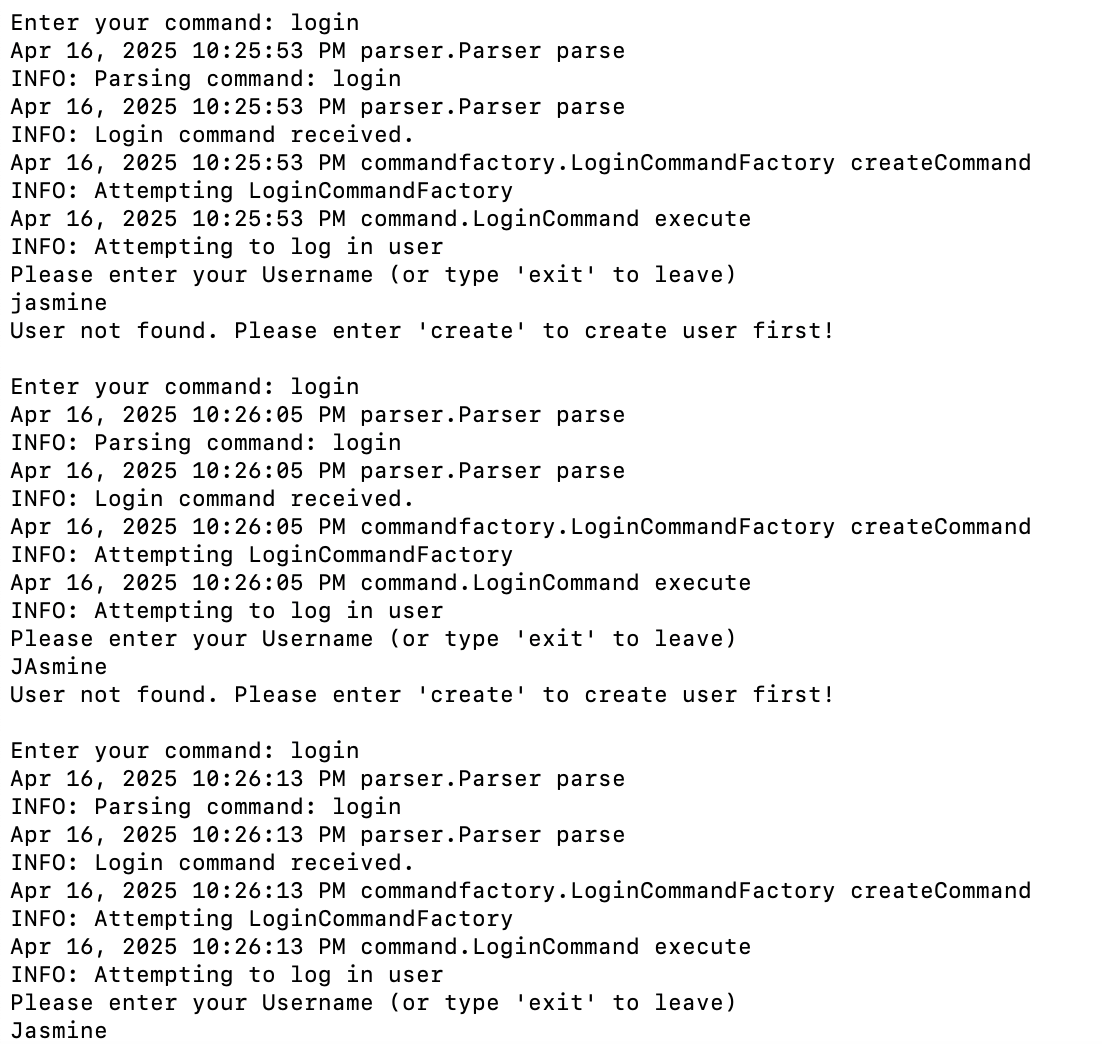 Enter your command: login
Apr 16, 2025 10:25:53 PM parser.Parser parse
INFO: Parsing command: login
Apr 16, 2025 10:25:53 PM parser.Parser parse
INFO: Login command received.
Apr 16, 2025 10:25:53 PM commandfactory.LoginCommandFactory createCommand
INFO: Attempting LoginCommandFactory
Apr 16, 2025 10:25:53 PM command.LoginCommand execute
INFO: Attempting to log in user
Please enter your Username (or type 'exit' to leave)
jasmine
User not found. Please enter 'create' to create user first!

Enter your command: login
Apr 16, 2025 10:26:05 PM parser.Parser parse
INFO: Parsing command: login
Apr 16, 2025 10:26:05 PM parser.Parser parse
INFO: Login command received.
Apr 16, 2025 10:26:05 PM commandfactory.LoginCommandFactory createCommand
INFO: Attempting LoginCommandFactory
Apr 16, 2025 10:26:05 PM command.LoginCommand execute
INFO: Attempting to log in user
Please enter your Username (or type 'exit' to leave)
JAsmine
User not found. Please enter 'create' to create user first!

Enter your command: login
Apr 16, 2025 10:26:13 PM parser.Parser parse
INFO: Parsing command: login
Apr 16, 2025 10:26:13 PM parser.Parser parse
INFO: Login command received.
Apr 16, 2025 10:26:13 PM commandfactory.LoginCommandFactory createCommand
INFO: Attempting LoginCommandFactory
Apr 16, 2025 10:26:13 PM command.LoginCommand execute
INFO: Attempting to log in user
Please enter your Username (or type 'exit' to leave)
Jasmine